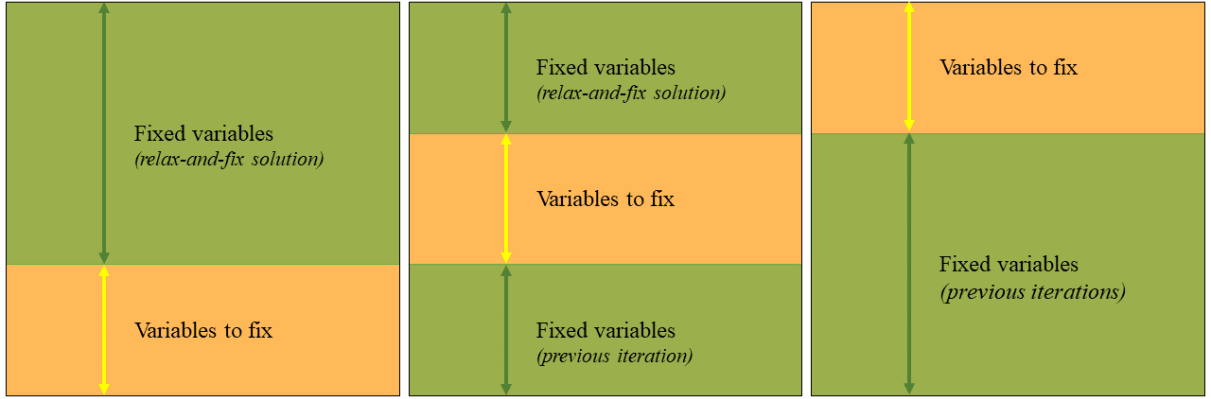 Fixed variables
(relax-and-fix solution)
Variables to fix
Fixed variables
(relax-and-fix solution)
Variables to fix
Fixed variables
(previous iteration)
Variables to fix
Fixed variables
(previous iterations)